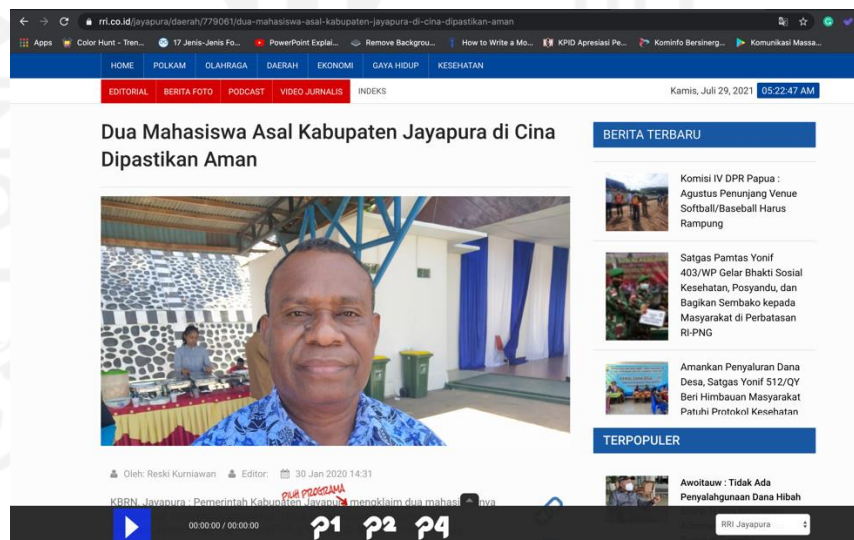 rri.co.id/jayapura/daerah/779061/dua-mahasiswa-asal-kabupaten-jayapura-di-cina-dipastikan-aman
Apps Color Hunt - Tren... 17 Jenis-Jenis Fo... PowerPoint Explai... Remove Backgrou... How to Write a Mo... KPID Apresiasi Pe... Kominfo Bersinerg... Komunikasi Massa...
HOME POLKAM OLAHRAGA DAERAH EKONOMI GAYA HIDUP KESEHATAN
EDITORIAL BERITA FOTO PODCAST VIDEO JURNALIS INDEKS Kamis, Juli 29, 2021 05:22:47 AM
Dua Mahasiswa Asal Kabupaten Jayapura di Cina
Dipastikan Aman
Oleh: Reski Kurniawan Editor: 30 Jan 2020 14:31
KBRN, Jayapura : Pemerintah Kabupaten Jayapura mengklaim dua
BERITA TERBARU
Komisi IV DPR Papua :
Agustus Penunjang Venue
Softball/Baseball Harus
Rampung
Satgas Pamtas Yonif
403/WP Gelar Bhakti Sosial
Kesehatan, Posyandu, dan
Bagikan Sembako kepada
Masyarakat di Perbatasan
RI-PNG
Amankan Penyaluran Dana
Desa, Satgas Yonif 512/QY
Beri Himbauan Masyarakat
Patuhi Protokol Kesehatan
TERPOPULER
Awoitauw : Tidak Ada
Penyalahgunaan Dana Hibah
PILIH PROGRAMA
00:00:00 / 00:00:00 P1 P2 P4 RRI Jayapura